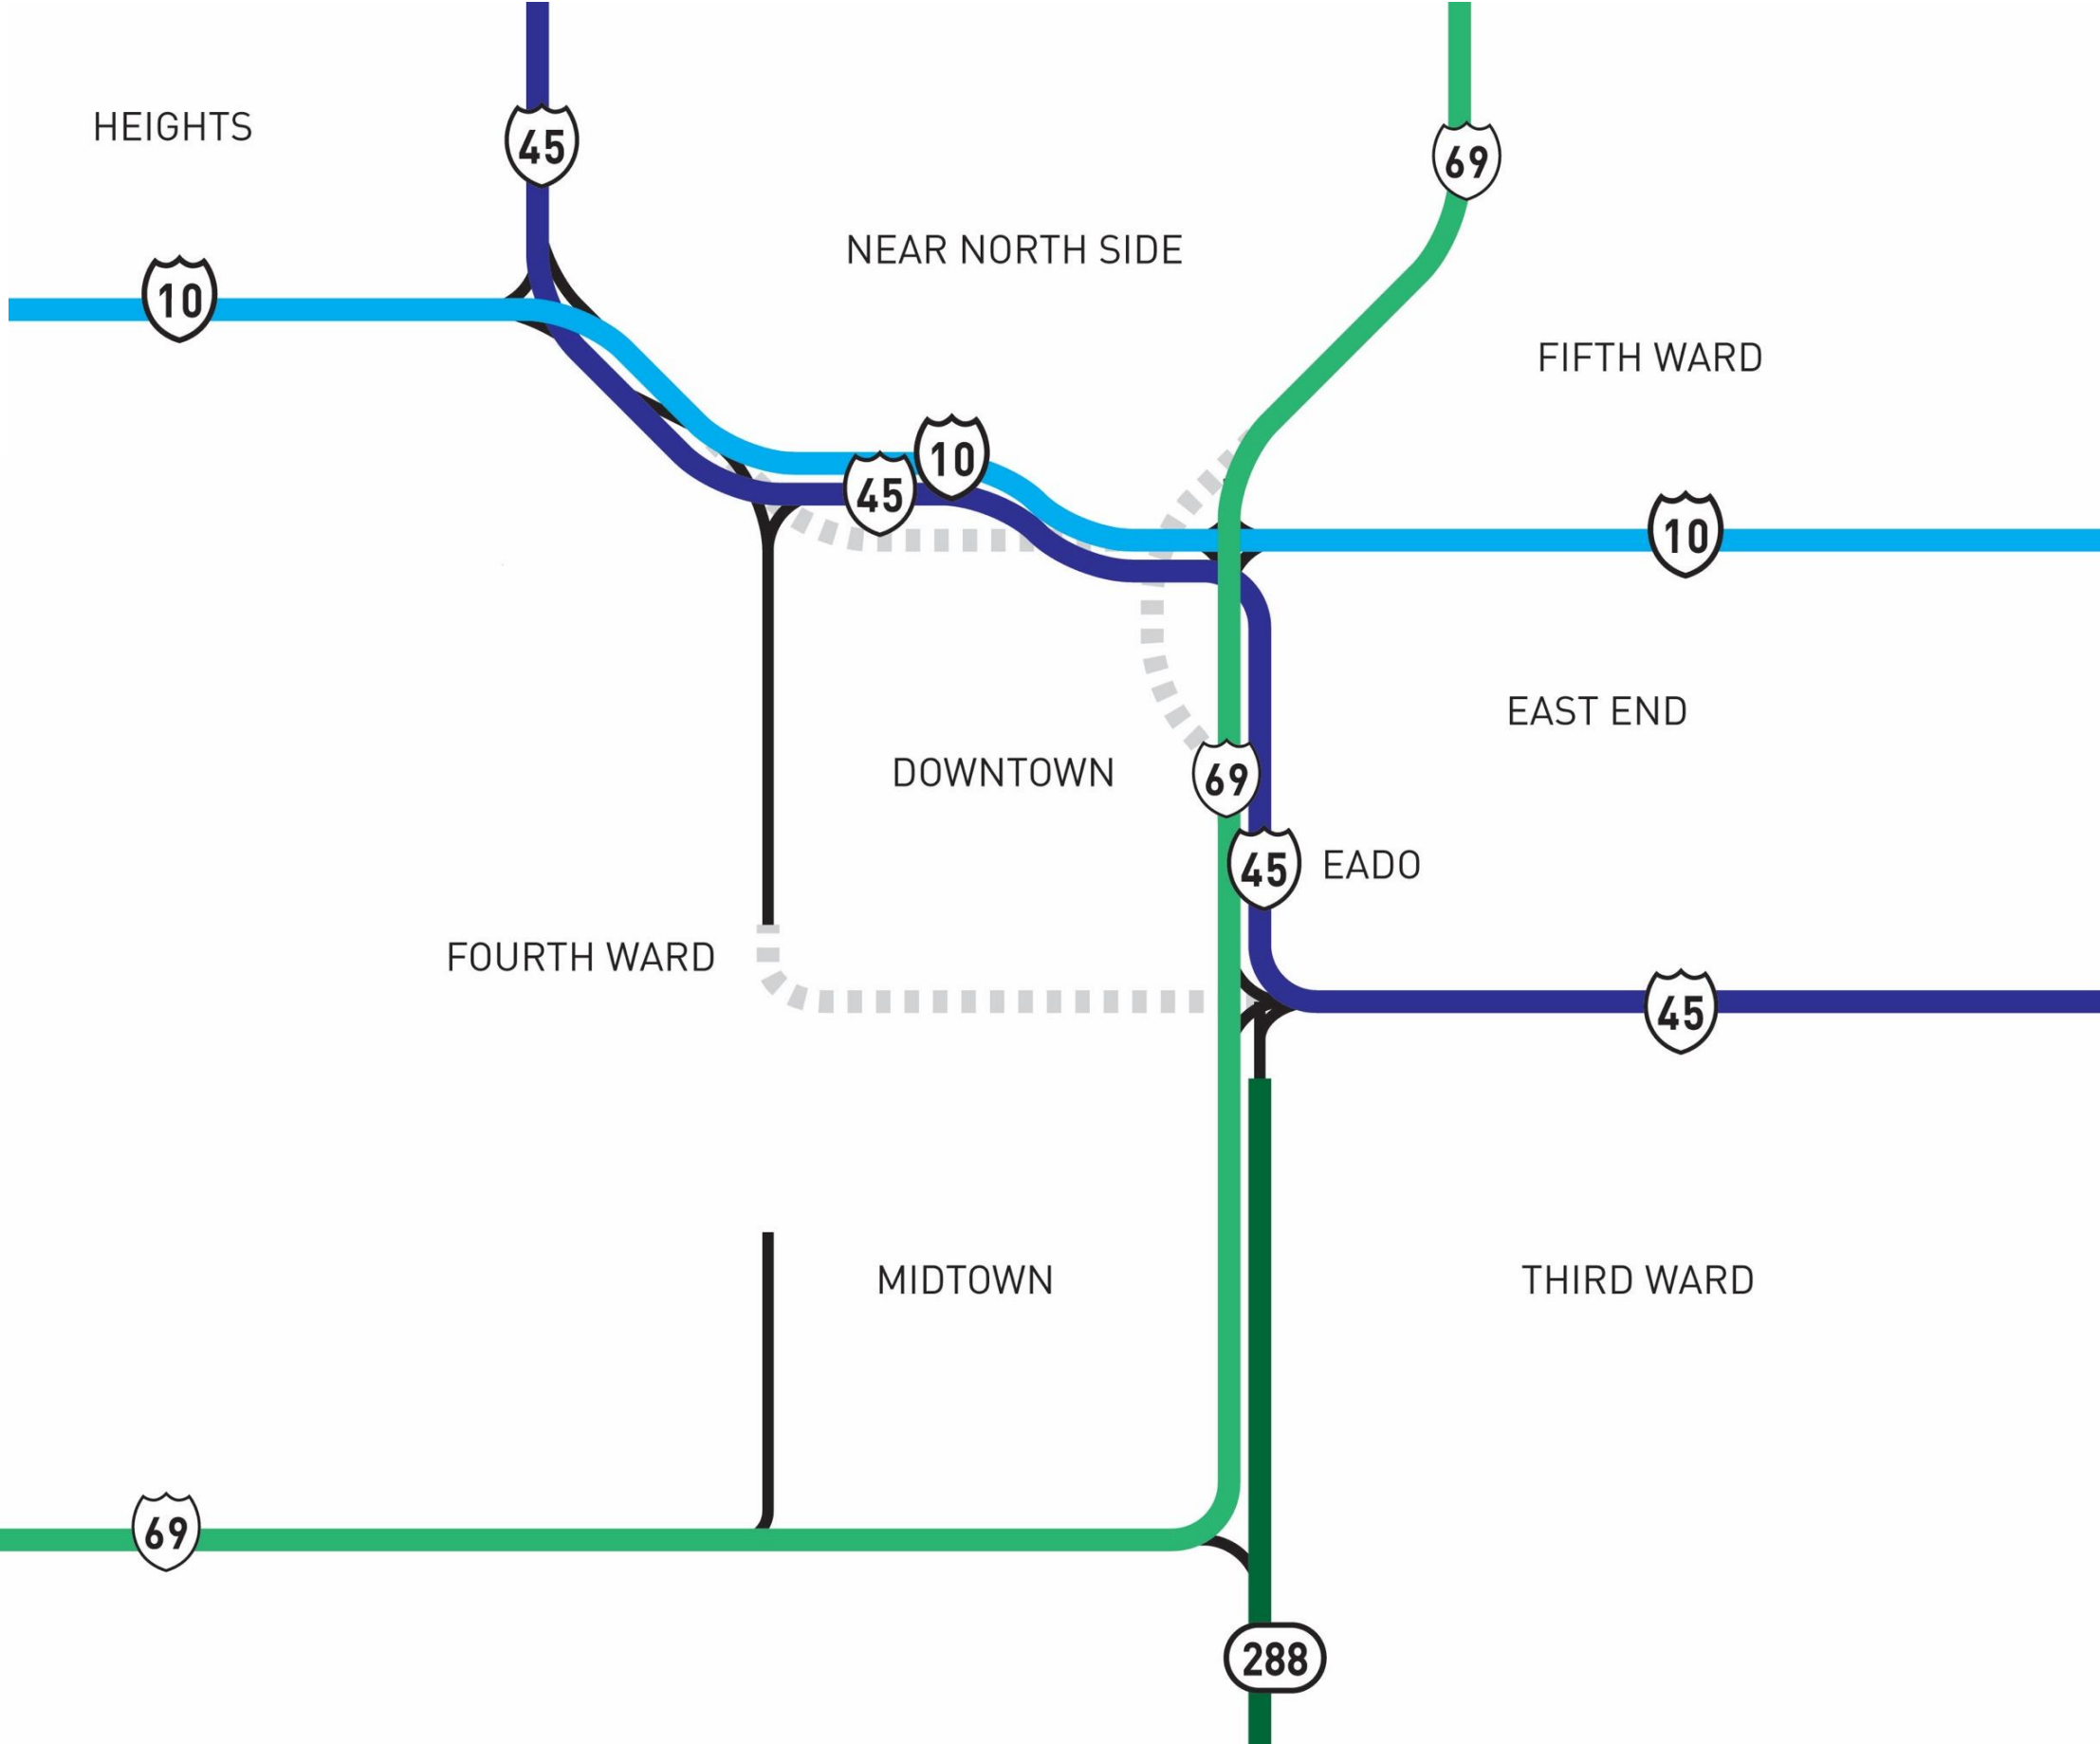 HEIGHTS
45
69
NEAR NORTH SIDE
10
FIFTH WARD
10
45
10
EAST END
DOWNTOWN
69
45
EADO
FOURTH WARD
45
MIDTOWN
THIRD WARD
69
288